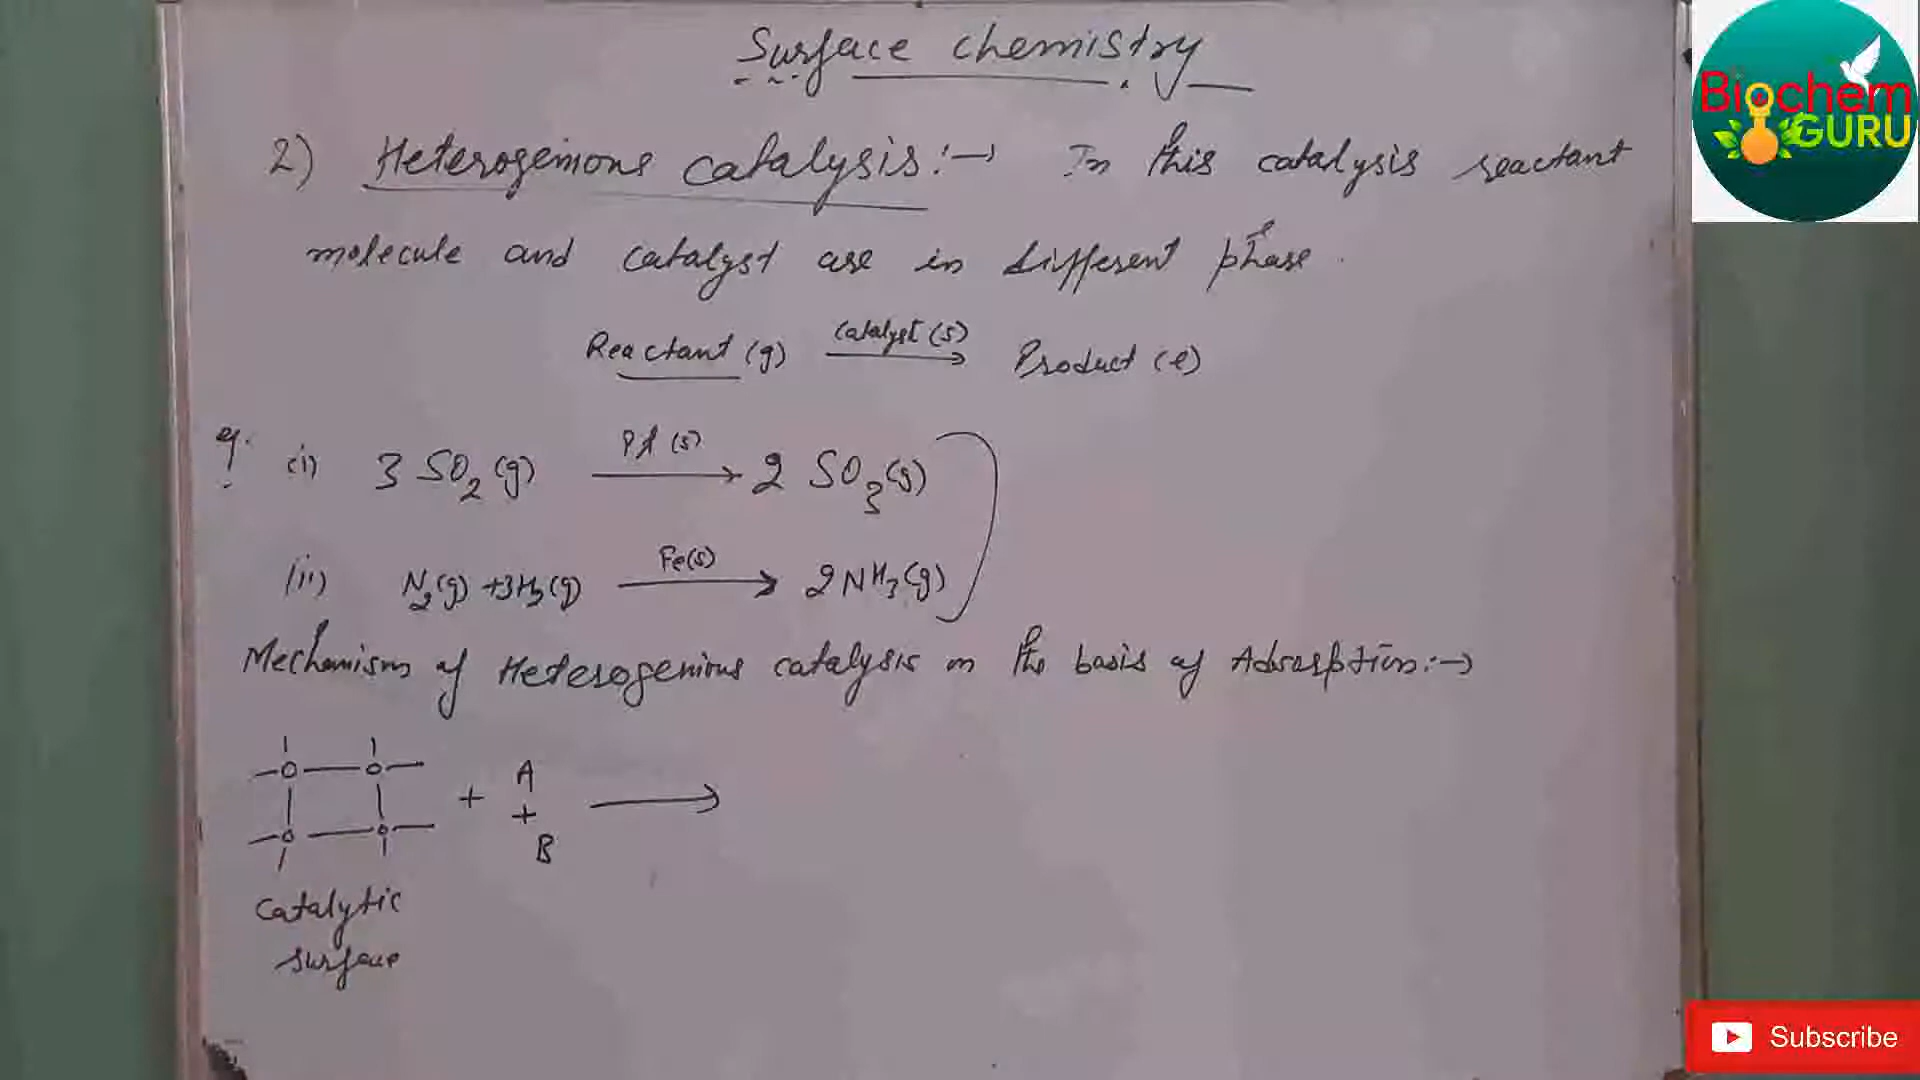 Surface chemistry
2) Heterogenious catalysis:→ In this catalysis reactant
molecule and catalyst are in different phase.
Reactant (g) —Catalyst (s)→ Product (l)
eg. (i) 3 SO2 (g) —Pt (s)→ 2 SO3 (g)
(ii) N2(g) + 3H2(g) —Fe(s)→ 2NH3(g)
Mechanism of Heterogenious catalysis on the basis of Adsorption:→
+ A + B →
Catalytic
surface
Biochem
GURU
Subscribe